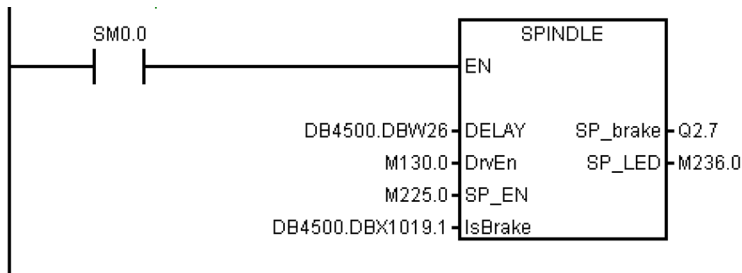 SM0.0
SPINDLE
EN
DB4500.DBW26 DELAY SP_brake Q2.7
M130.0 DrvEn SP_LED M236.0
M225.0 SP_EN
DB4500.DBX1019.1 IsBrake